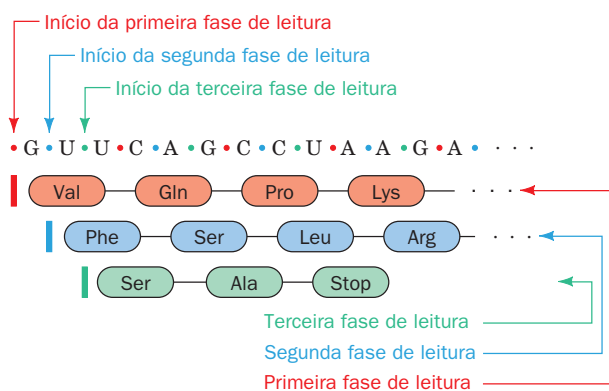 Início da primeira fase de leitura
Início da segunda fase de leitura
Início da terceira fase de leitura
G U U C A G C C U A A G A · · ·
Val Gln Pro Lys · · ·
Phe Ser Leu Arg · · ·
Ser Ala Stop
Terceira fase de leitura
Segunda fase de leitura
Primeira fase de leitura